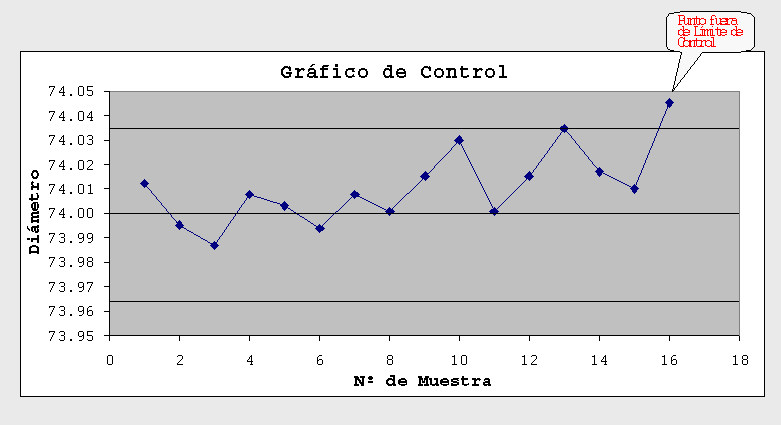 Punto fuera
de Límite de
Control
Gráfico de Control
74.05
74.04
74.03
74.02
74.01
74.00
73.99
73.98
73.97
73.96
73.95
Diámetro
0 2 4 6 8 10 12 14 16 18
Nº de Muestra